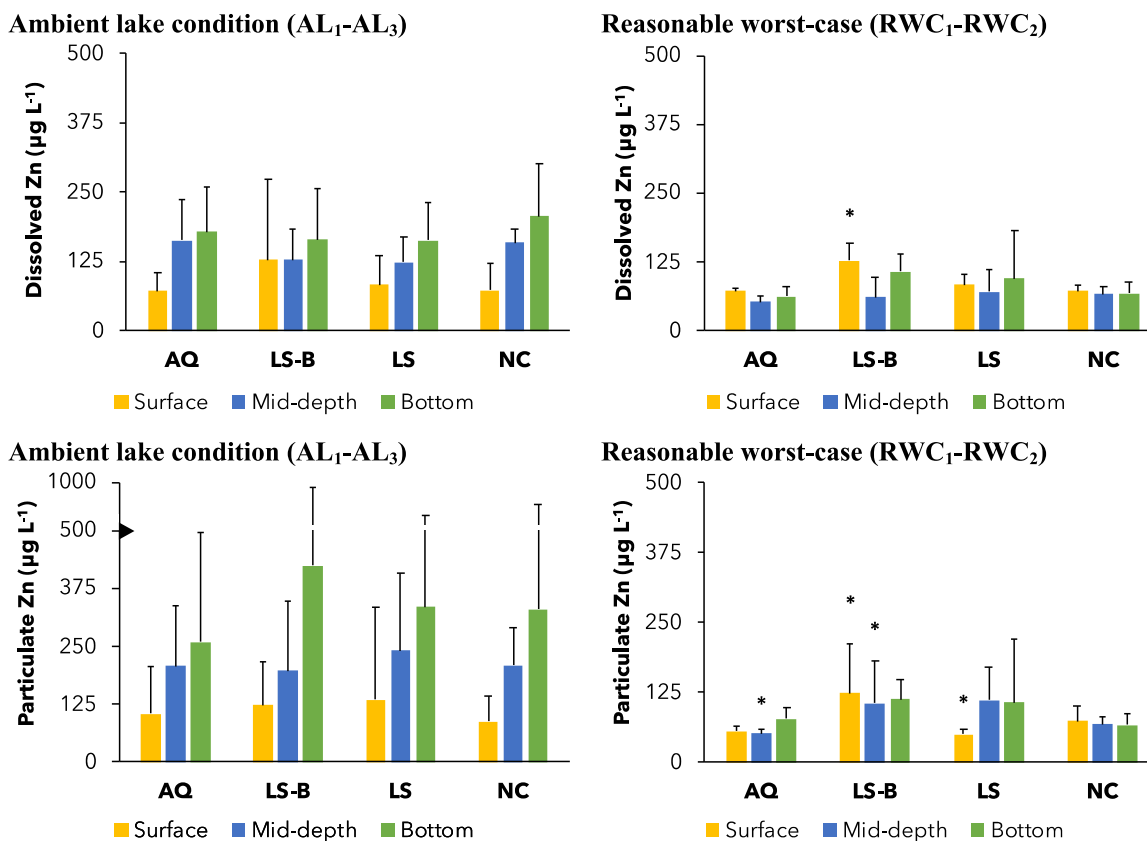 Ambient lake condition (AL₁-AL₃)
Dissolved Zn (µg L⁻¹)
500
375
250
125
0
AQ LS-B LS NC
Surface Mid-depth Bottom
Reasonable worst-case (RWC₁-RWC₂)
Dissolved Zn (µg L⁻¹)
500
375
250
125
0
*
AQ LS-B LS NC
Surface Mid-depth Bottom
Ambient lake condition (AL₁-AL₃)
Particulate Zn (µg L⁻¹)
1000
500
375
250
125
0
AQ LS-B LS NC
Surface Mid-depth Bottom
Reasonable worst-case (RWC₁-RWC₂)
Particulate Zn (µg L⁻¹)
500
375
250
125
0
* * * *
AQ LS-B LS NC
Surface Mid-depth Bottom